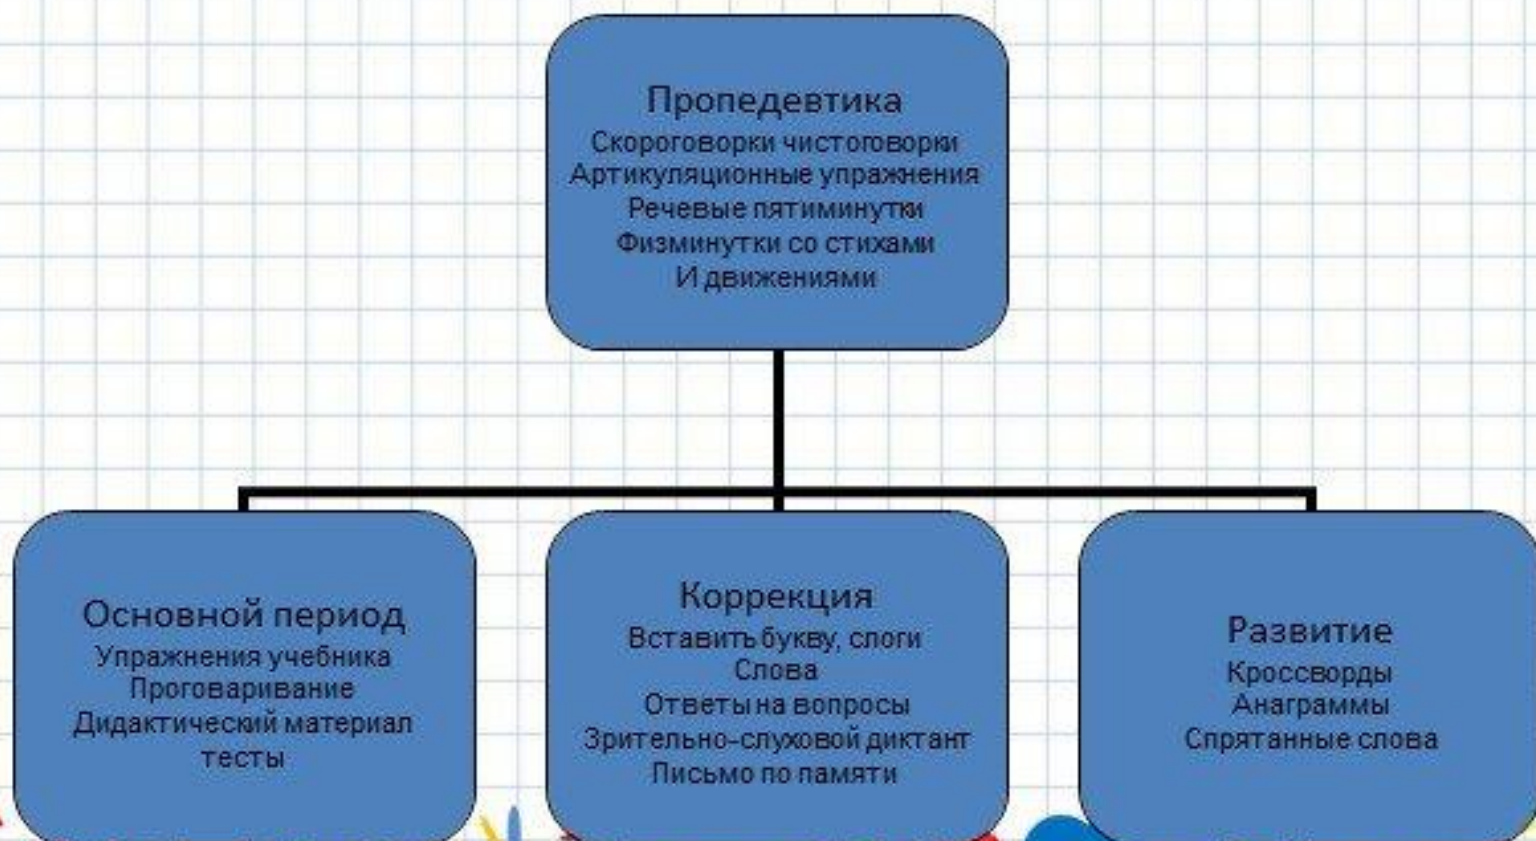 Пропедевтика
Скороговорки чистоговорки
Артикуляционные упражнения
Речевые пятиминутки
Физминутки со стихами
И движениями
Основной период
Упражнения учебника
Проговаривание
Дидактический материал
тесты
Коррекция
Вставить букву, слоги
Слова
Ответы на вопросы
Зрительно-слуховой диктант
Письмо по памяти
Развитие
Кроссворды
Анаграммы
Спрятанные слова